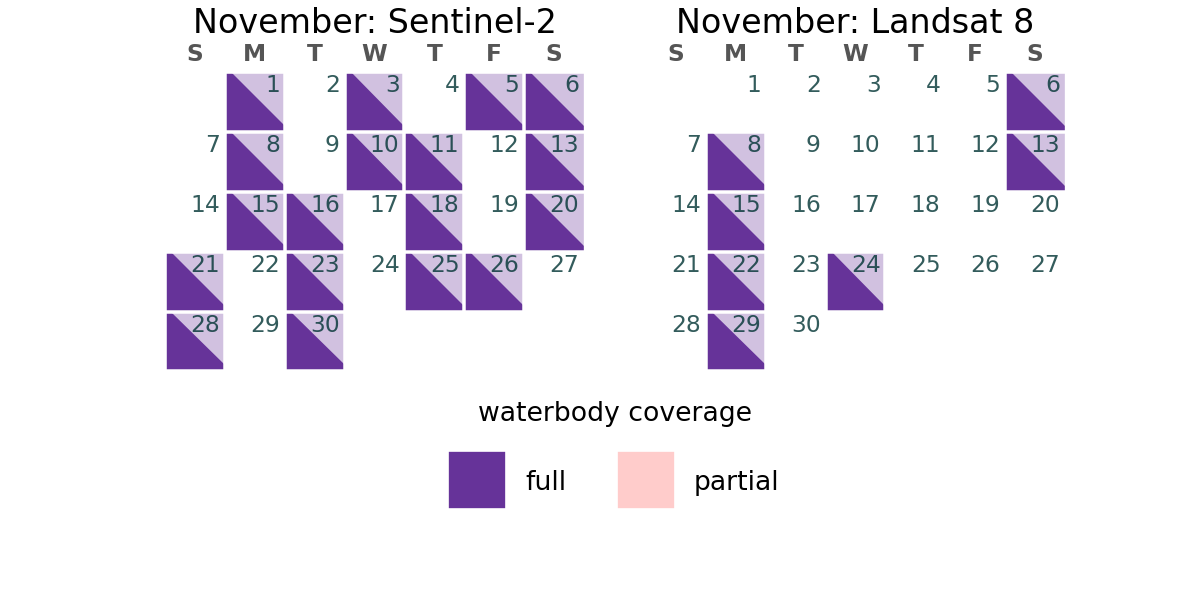 November: Sentinel-2
S M T W T F S
1 2 3 4 5 6
7 8 9 10 11 12 13
14 15 16 17 18 19 20
21 22 23 24 25 26 27
28 29 30
November: Landsat 8
S M T W T F S
1 2 3 4 5 6
7 8 9 10 11 12 13
14 15 16 17 18 19 20
21 22 23 24 25 26 27
28 29 30
waterbody coverage
full partial